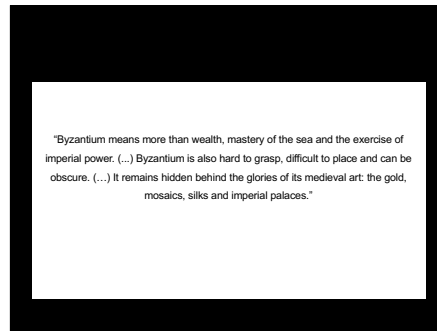 “Byzantium means more than wealth, mastery of the sea and the exercise of
imperial power. (...) Byzantium is also hard to grasp, difficult to place and can be
obscure. (…) It remains hidden behind the glories of its medieval art: the gold,
mosaics, silks and imperial palaces.”